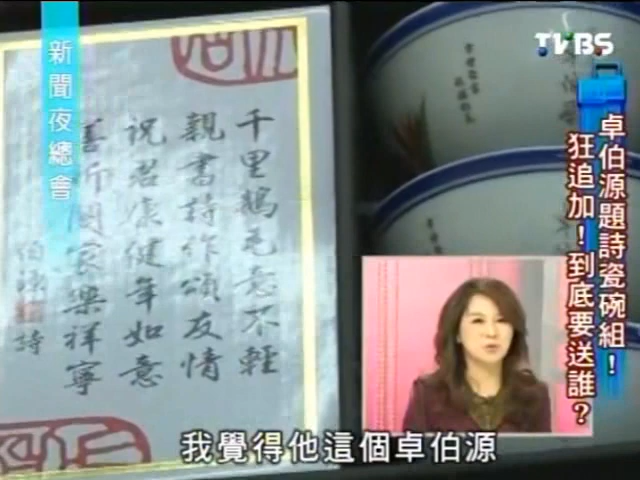 新聞夜總會
TVBS
千里鵝毛意不輕
親書詩作頌友情
祝君康健年如意
善鄰閤家樂祥寧
伯源
詩
卓伯源題詩瓷碗組！
狂追加！到底要送誰？
我覺得他這個卓伯源